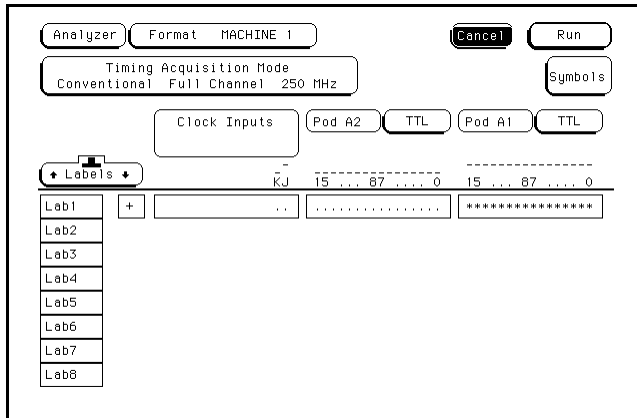 Analyzer Format MACHINE 1 Cancel Run
Timing Acquisition Mode
Conventional Full Channel 250 MHz
Symbols
Clock Inputs Pod A2 TTL Pod A1 TTL
↑ Labels ↓
KJ 15 ... 87 .... 0 15 ... 87 .... 0
Lab1 + .. ................ ****************
Lab2
Lab3
Lab4
Lab5
Lab6
Lab7
Lab8